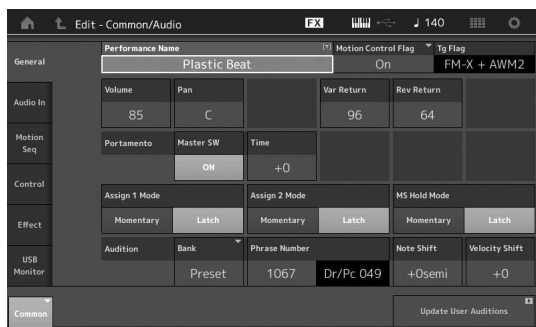 Edit - Common/Audio FX 140
Performance Name Motion Control Flag Tg Flag
General Plastic Beat On FM-X + AWM2
Volume Pan Var Return Rev Return
Audio In 85 C 96 64
Motion Seq Portamento Master SW Time
ON +0
Control Assign 1 Mode Assign 2 Mode MS Hold Mode
Momentary Latch Momentary Latch Momentary Latch
Effect Audition Bank Phrase Number Note Shift Velocity Shift
USB Monitor Preset 1067 Dr/Pc 049 +0semi +0
Common Update User Auditions